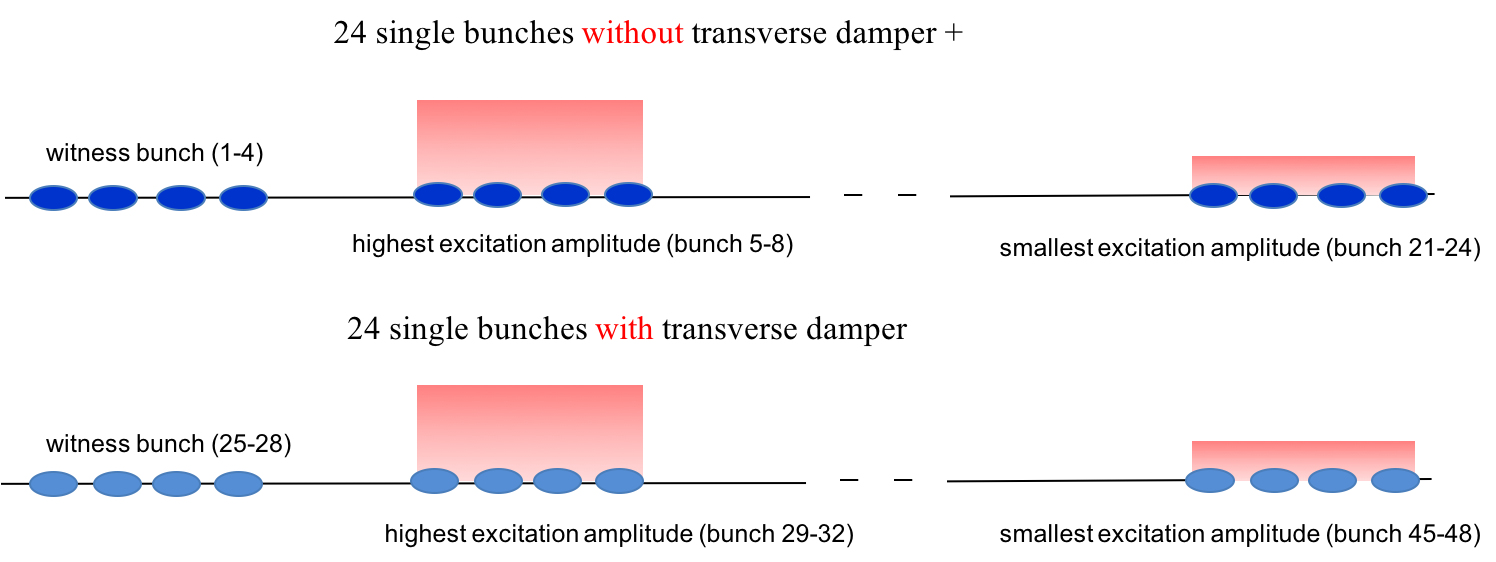 24 single bunches without transverse damper +
witness bunch (1-4)
highest excitation amplitude (bunch 5-8)
smallest excitation amplitude (bunch 21-24)
24 single bunches with transverse damper
witness bunch (25-28)
highest excitation amplitude (bunch 29-32)
smallest excitation amplitude (bunch 45-48)